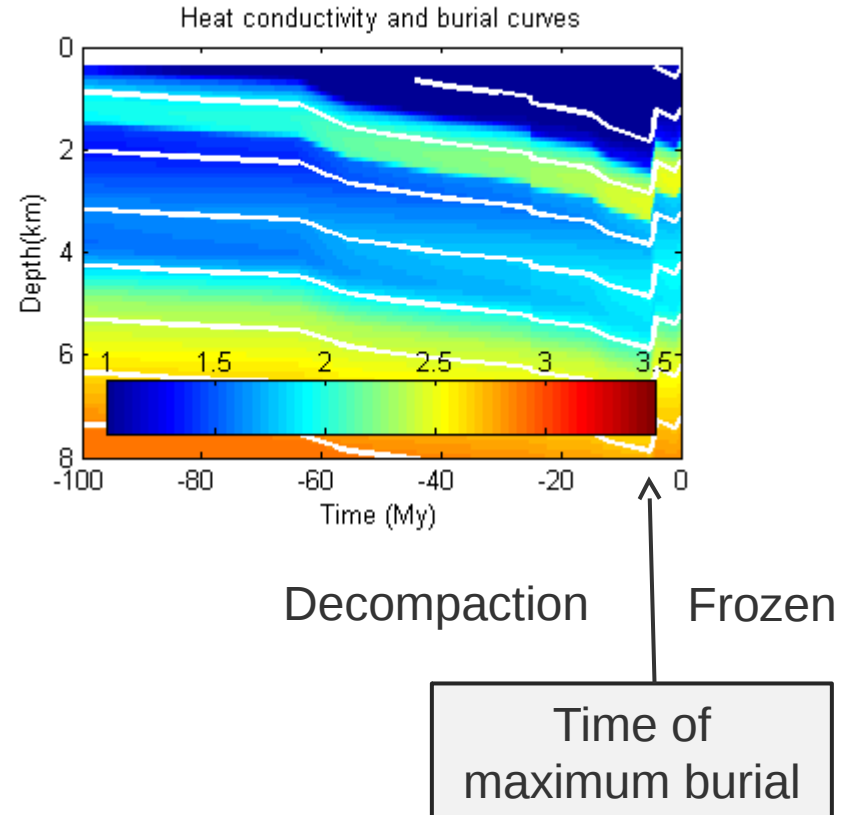 Heat conductivity and burial curves
0
2
4
6
8
Depth(km)
1 1.5 2 2.5 3 3.5
-100 -80 -60 -40 -20 0
Time (My)
Decompaction Frozen
Time of
maximum burial